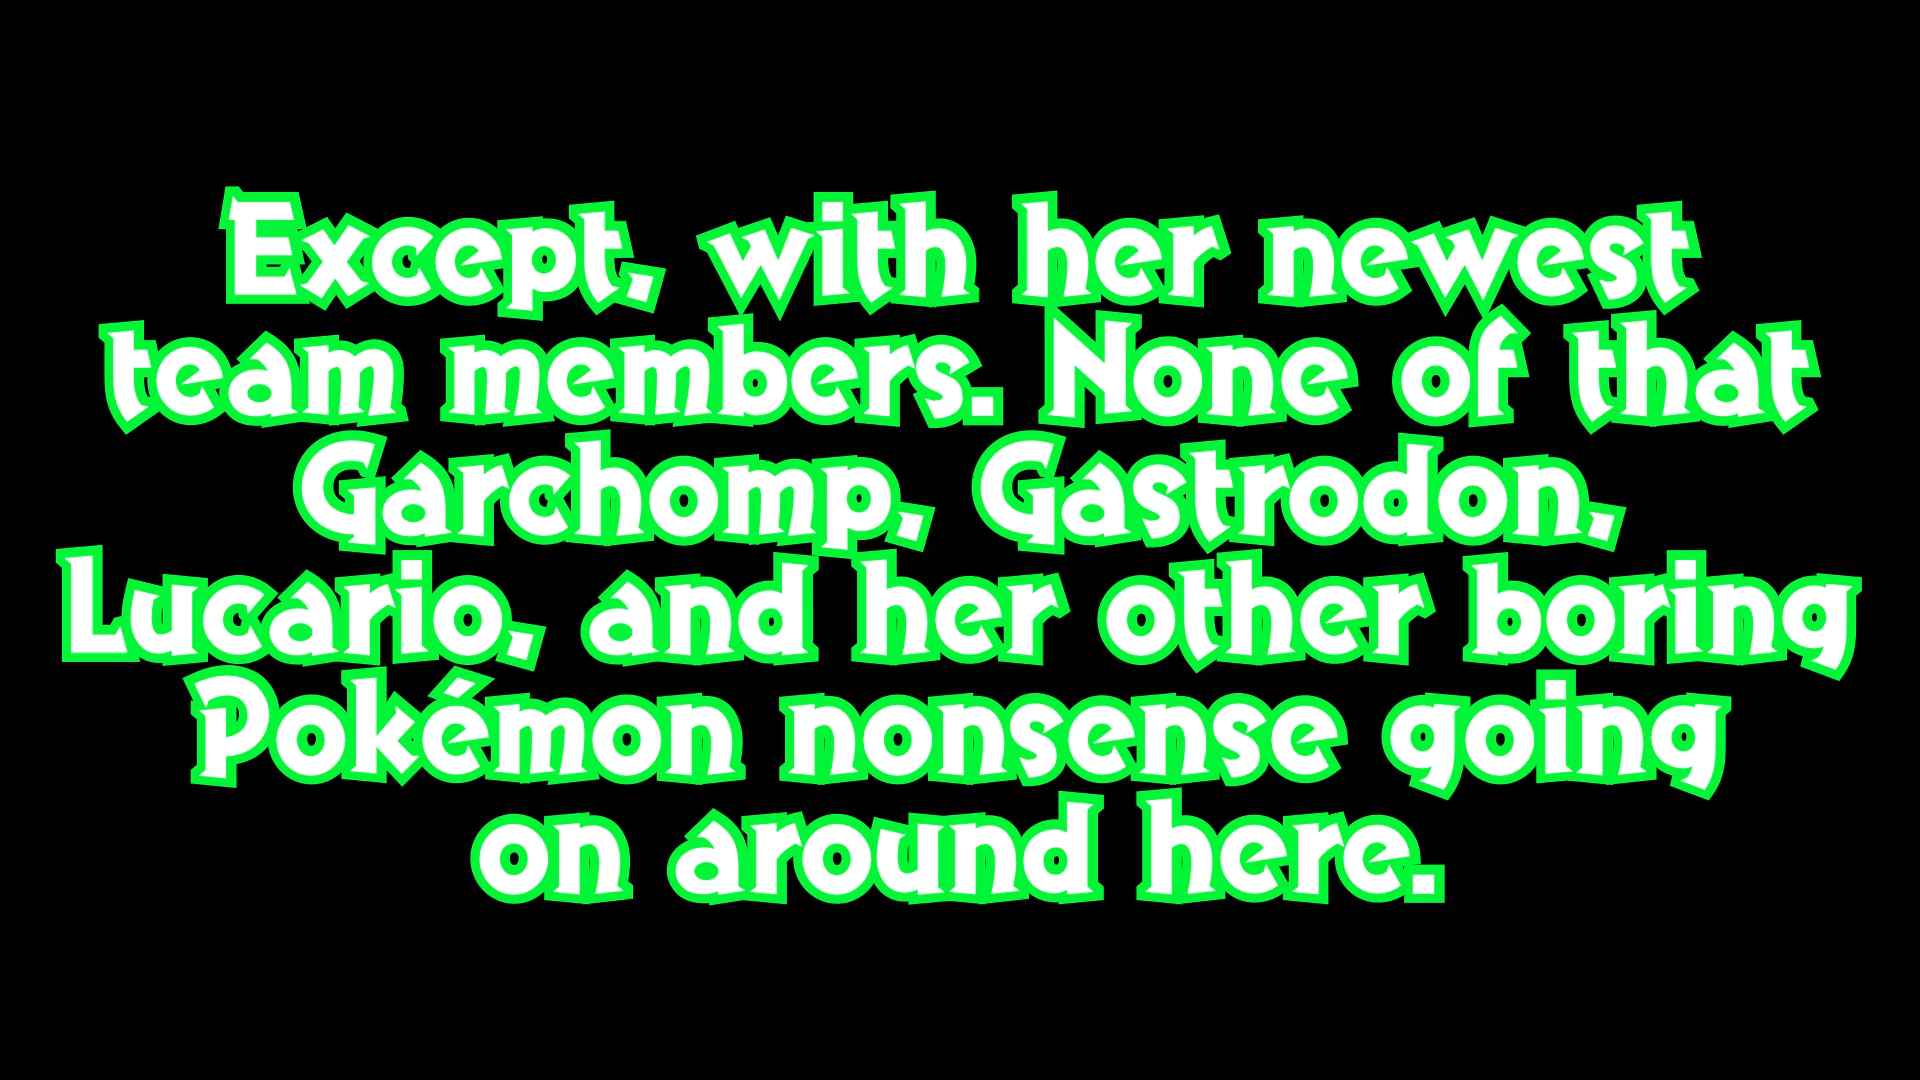 Except, with her newest
team members. None of that
Garchomp, Gastrodon,
Lucario, and her other boring
Pokémon nonsense going
on around here.